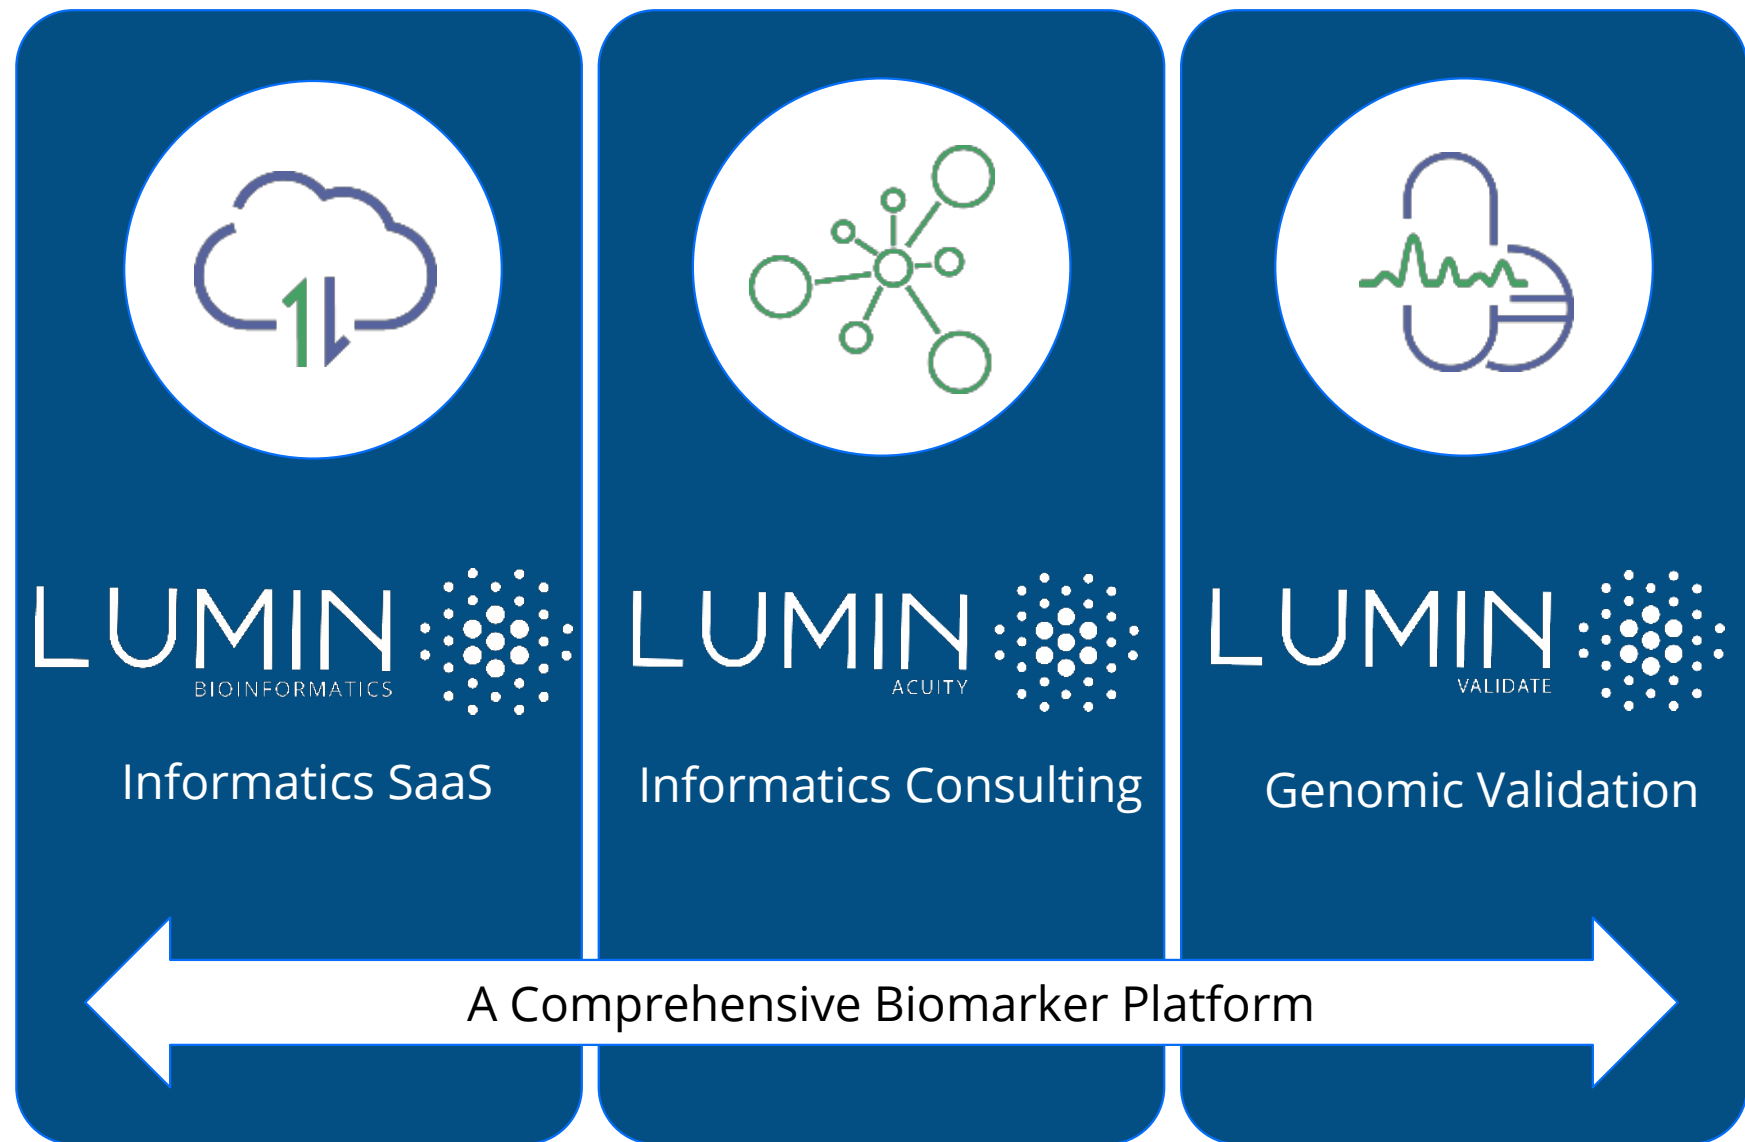 LUMIN
BIOINFORMATICS
Informatics SaaS
LUMIN
ACUITY
Informatics Consulting
LUMIN
VALIDATE
Genomic Validation
A Comprehensive Biomarker Platform